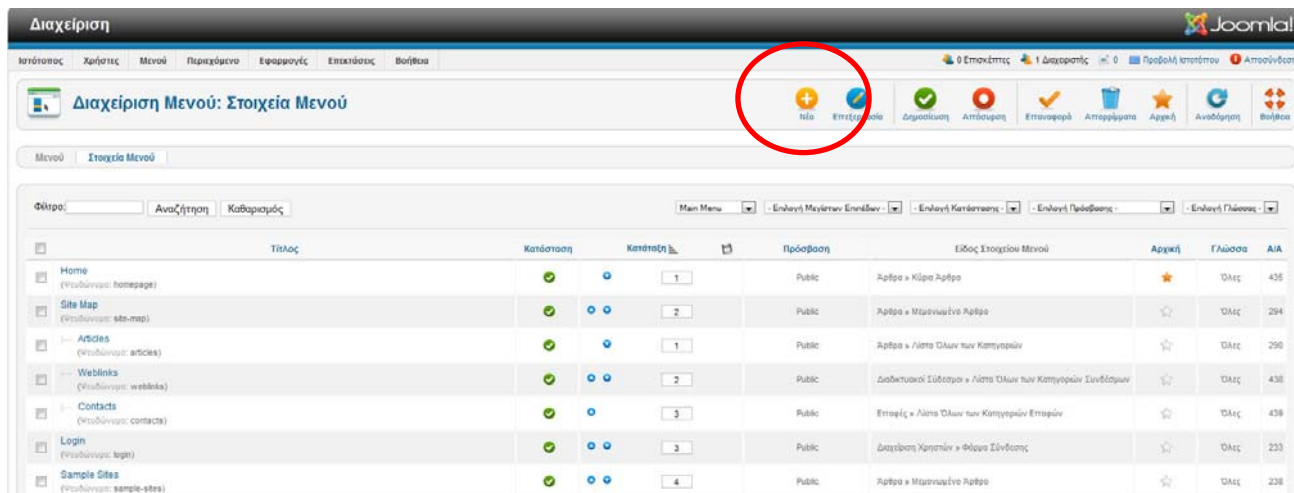 Διαχείριση Joomla!
Ιστότοπος Χρήστες Μενού Περιεχόμενο Εφαρμογές Επεκτάσεις Βοήθεια 0 Επισκέπτες 1 Διαχειριστής 0 Προβολή Ιστοτόπου Αποσύνδεση
Διαχείριση Μενού: Στοιχεία Μενού Νέο Επεξεργασία Δημοσίευση Απόσυρση Επαναφορά Απορρίμματα Αρχική Αναδόμηση Βοήθεια
Μενού Στοιχεία Μενού
Φίλτρο: Αναζήτηση Καθαρισμός Main Menu - Επιλογή Μεγίστων Επιπέδων - - Επιλογή Κατάστασης - - Επιλογή Πρόσβασης - - Επιλογή Γλώσσας -
Τίτλος Κατάσταση Κατάταξη Πρόσβαση Είδος Στοιχείου Μενού Αρχική Γλώσσα A/A
Home 1 Public Άρθρα » Κύρια Άρθρα Όλες 435
(Ψευδώνυμο: homepage)
Site Map 2 Public Άρθρα » Μεμονωμένο Άρθρο Όλες 294
(Ψευδώνυμο: site-map)
Articles 1 Public Άρθρα » Λίστα Όλων των Κατηγοριών Όλες 290
(Ψευδώνυμο: articles)
Weblinks 2 Public Διαδικτυακοί Σύδεσμοι » Λίστα Όλων των Κατηγοριών Συνδέσμων Όλες 438
(Ψευδώνυμο: weblinks)
Contacts 3 Public Επαφές » Λίστα Όλων των Κατηγοριών Επαφών Όλες 439
(Ψευδώνυμο: contacts)
Login 3 Public Διαχείριση Χρηστών » Φόρμα Σύνδεσης Όλες 233
(Ψευδώνυμο: login)
Sample Sites 4 Public Άρθρα » Μεμονωμένο Άρθρο Όλες 238
(Ψευδώνυμο: sample-sites)